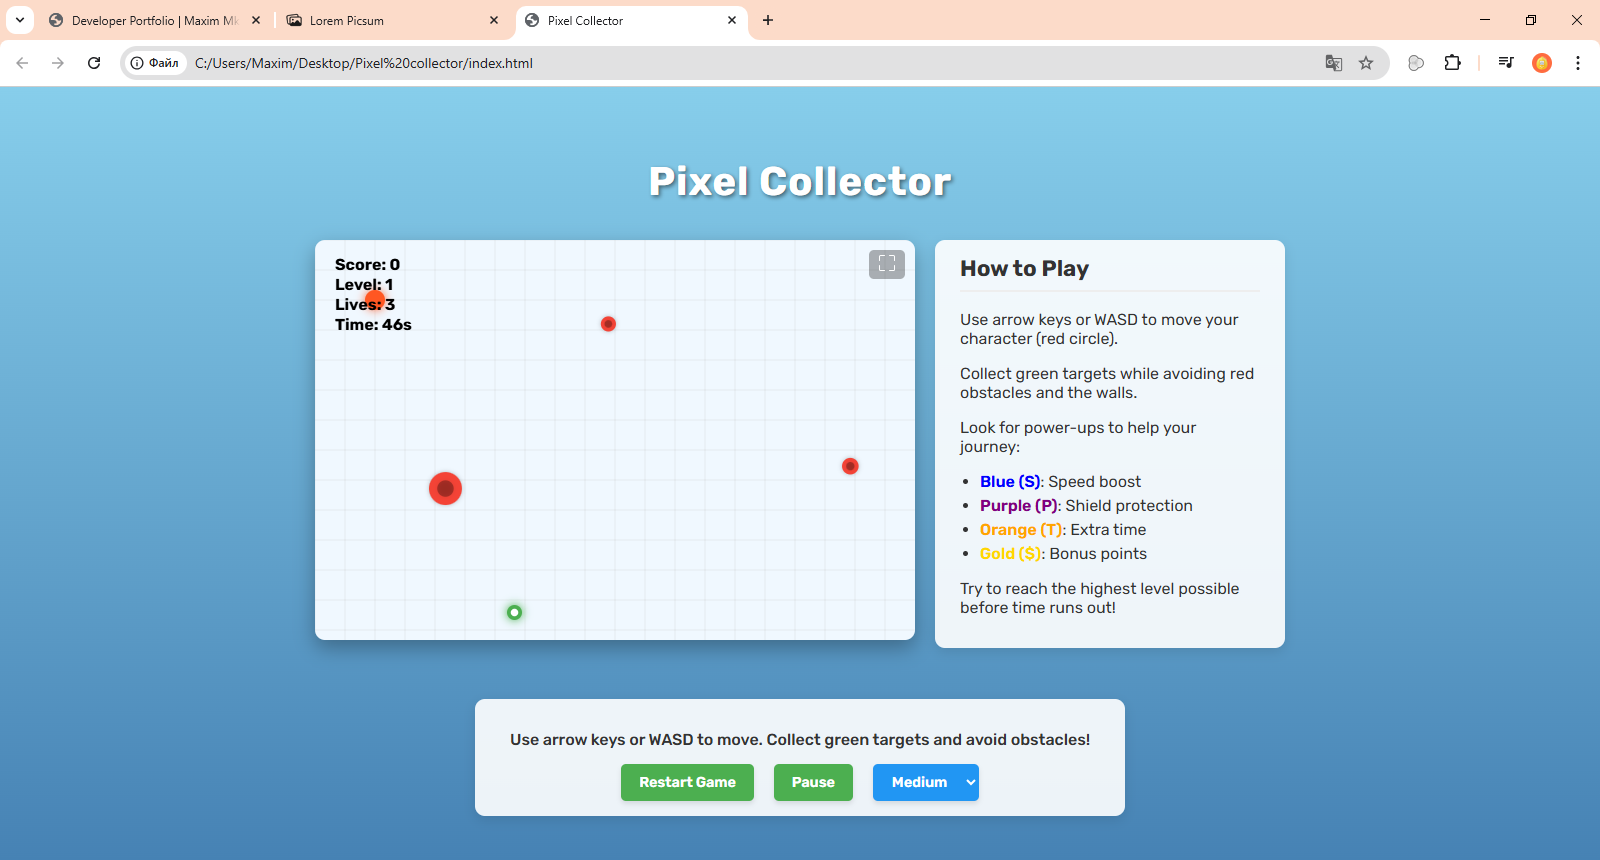 Developer Portfolio | Maxim Mk
Lorem Picsum
Pixel Collector
Файл
C:/Users/Maxim/Desktop/Pixel%20collector/index.html
Pixel Collector
Score: 0
Level: 1
Lives: 3
Time: 46s
How to Play
Use arrow keys or WASD to move your
character (red circle).
Collect green targets while avoiding red
obstacles and the walls.
Look for power-ups to help your
journey:
Blue (S): Speed boost
Purple (P): Shield protection
Orange (T): Extra time
Gold ($): Bonus points
Try to reach the highest level possible
before time runs out!
Use arrow keys or WASD to move. Collect green targets and avoid obstacles!
Restart Game
Pause
Medium